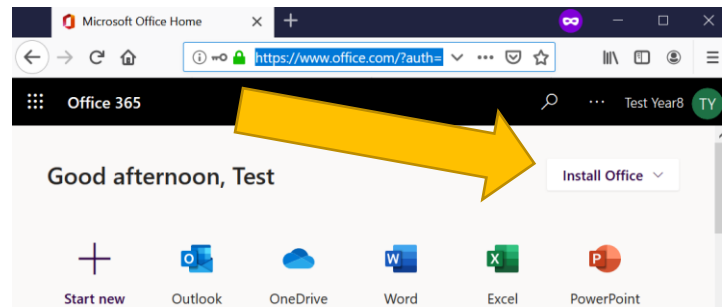 Microsoft Office Home
https://www.office.com/?auth=
Office 365
Test Year8
TY
Good afternoon, Test
Install Office
Start new
Outlook
OneDrive
Word
Excel
PowerPoint